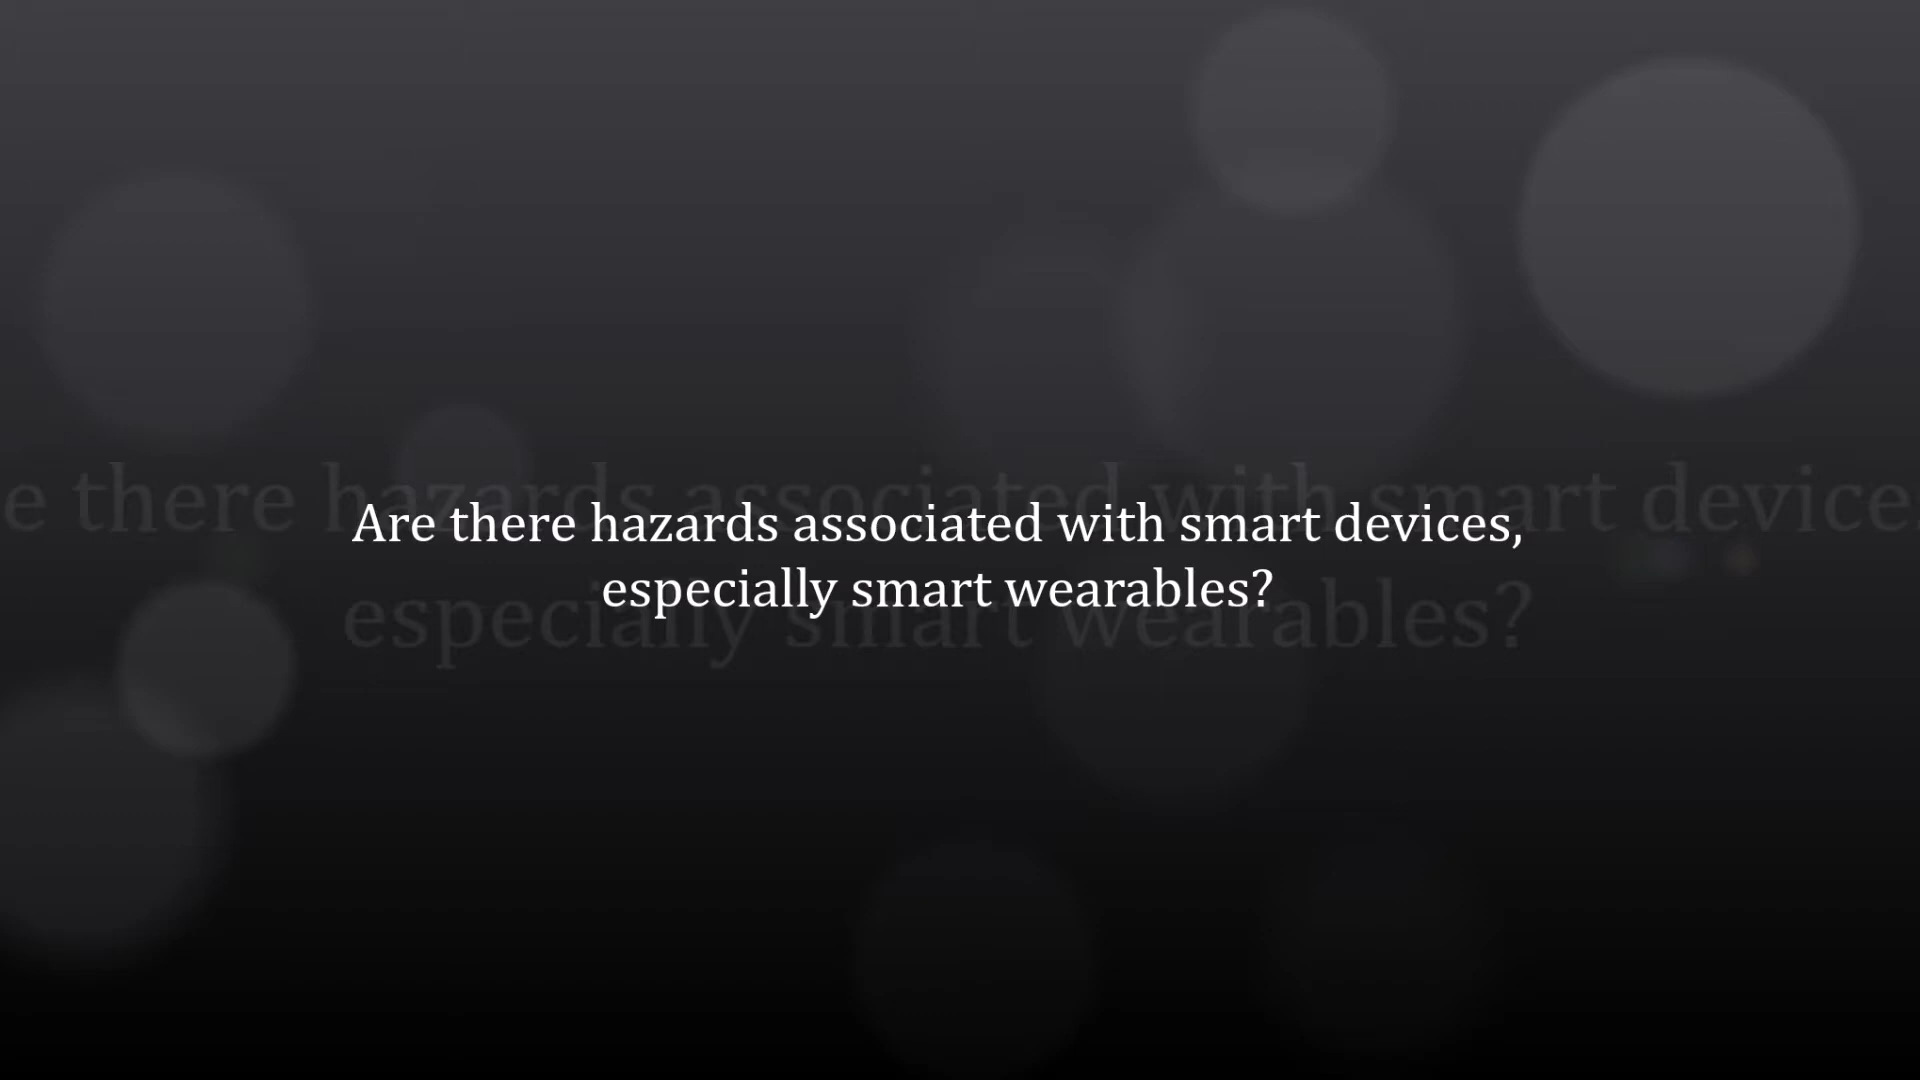 Are there hazards associated with smart devices,
especially smart wearables?